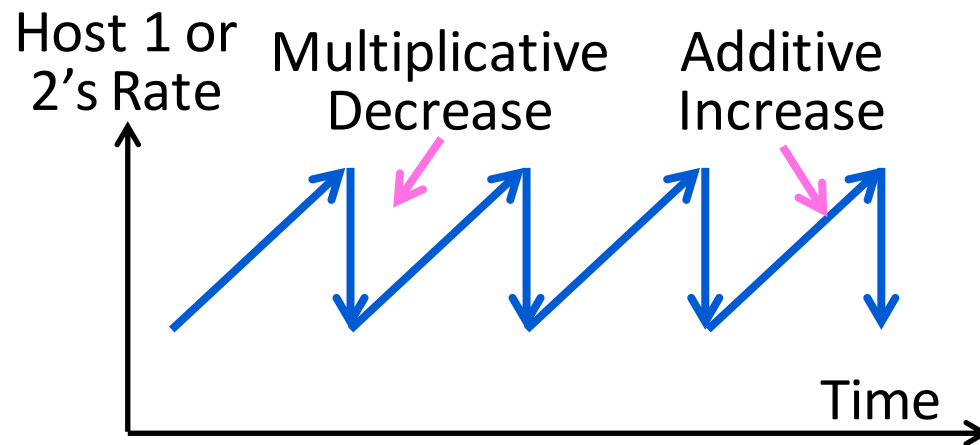 Host 1 or
2’s Rate
Multiplicative
Decrease
Additive
Increase
Time